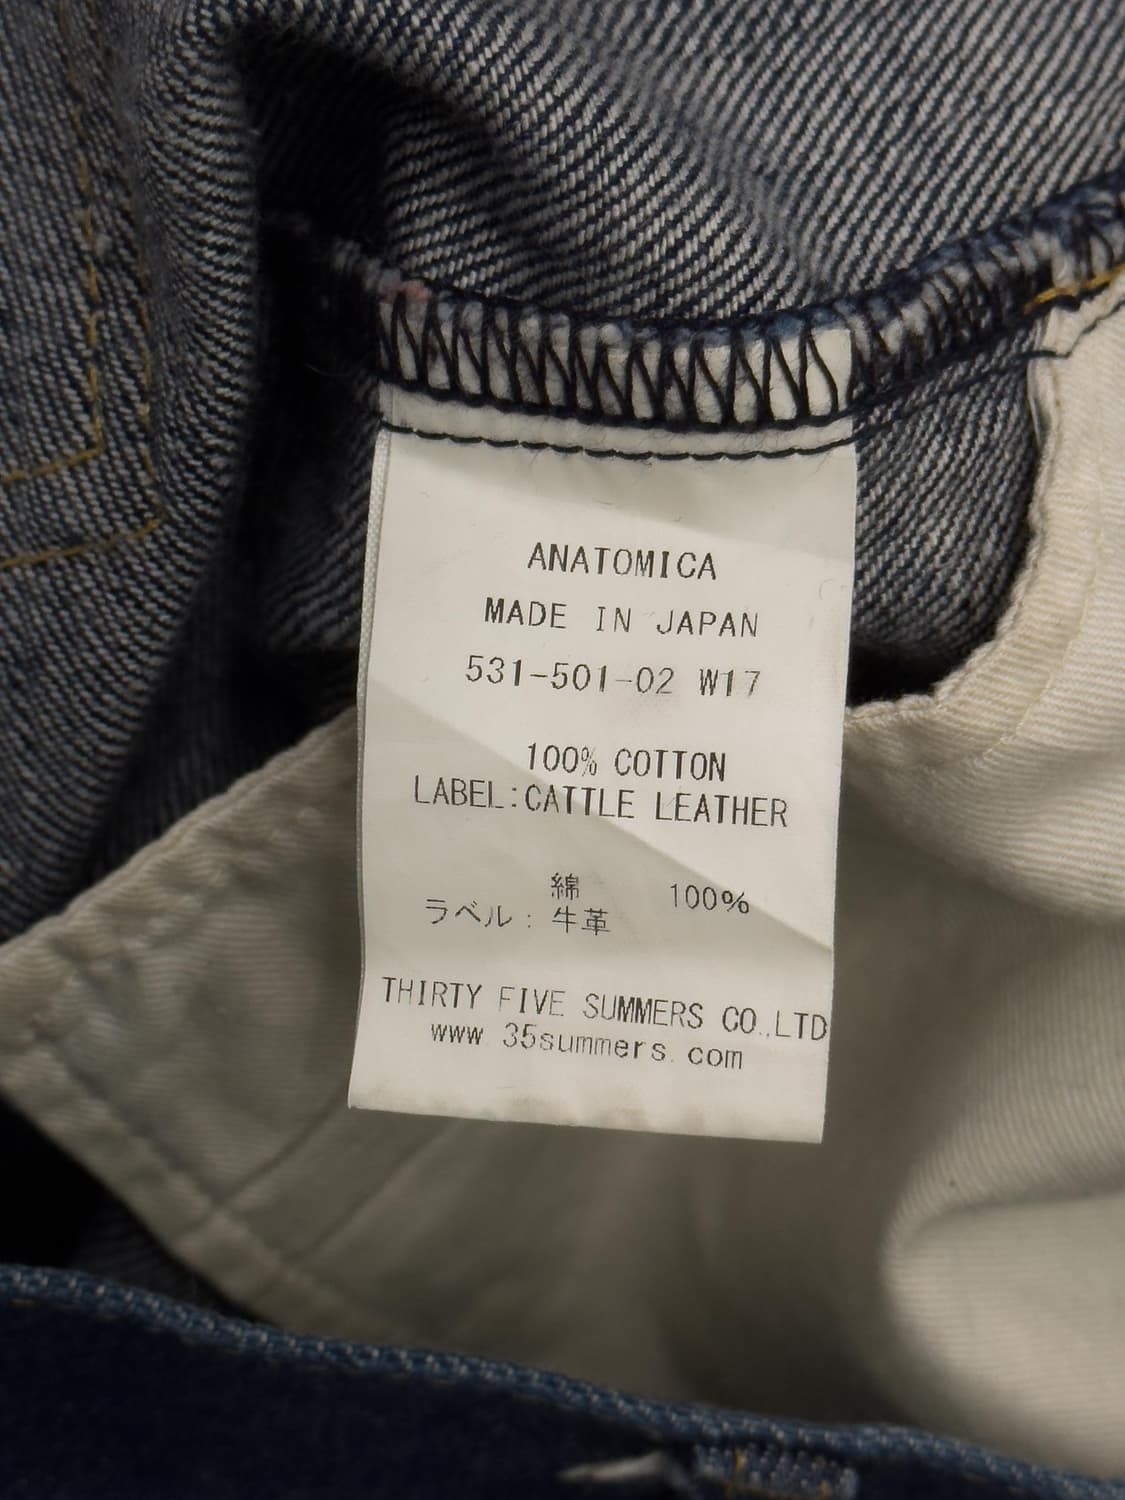 ANATOMICA
MADE IN JAPAN
531-501-02 W17
100% COTTON
LABEL:CATTLE LEATHER
綿 100%
ラベル: 牛革
THIRTY FIVE SUMMERS CO.,LTD
www 35summers.com